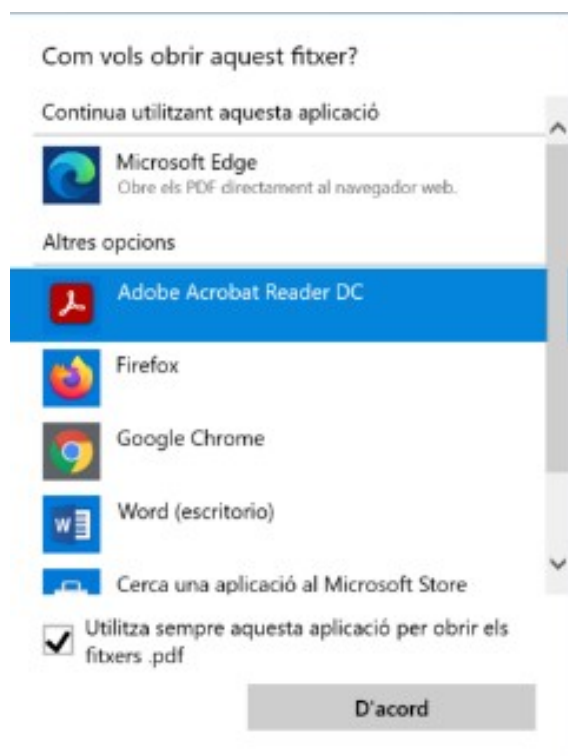 Com vols obrir aquest fitxer?
Continua utilitzant aquesta aplicació
Microsoft Edge
Obre els PDF directament al navegador web.
Altres opcions
Adobe Acrobat Reader DC
Firefox
Google Chrome
Word (escritorio)
Cerca una aplicació al Microsoft Store
Utilitza sempre aquesta aplicació per obrir els
fitxers .pdf
D'acord